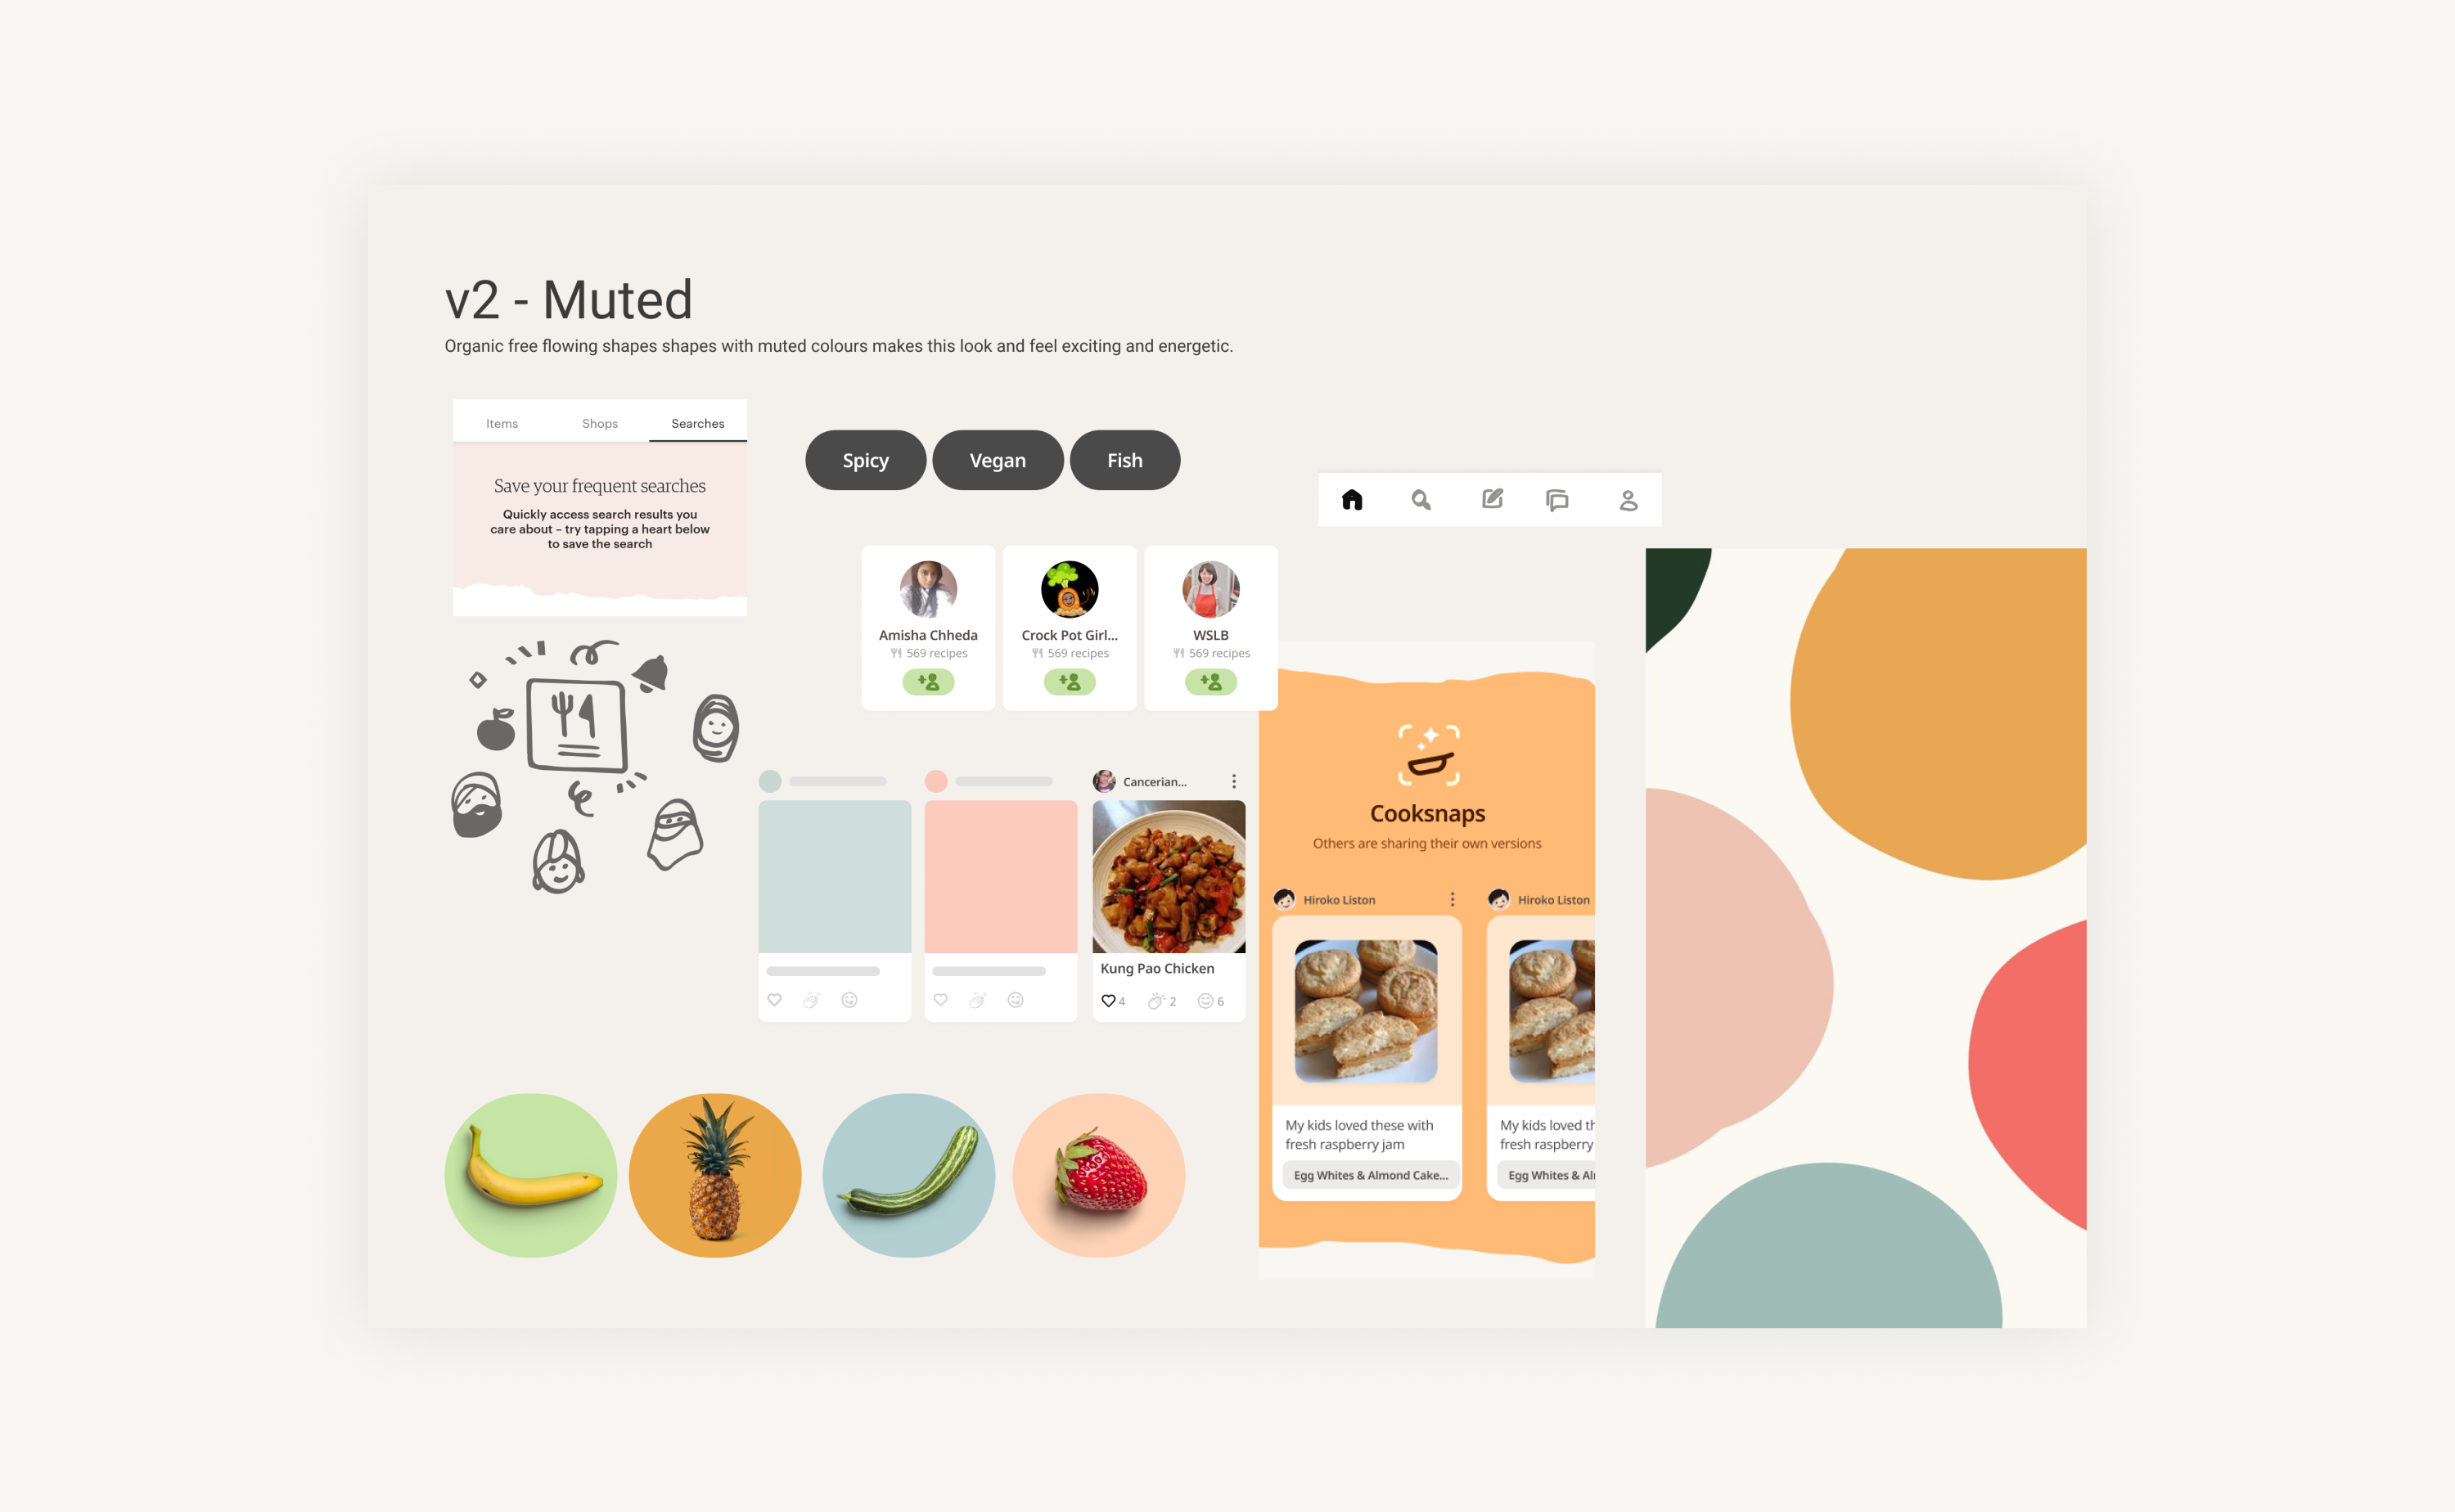 v2 - Muted
Organic free flowing shapes shapes with muted colours makes this look and feel exciting and energetic.
Items
Shops
Searches
Save your frequent searches
Quickly access search results you
care about – try tapping a heart below
to save the search
Spicy
Vegan
Fish
Amisha Chheda
569 recipes
Crock Pot Girl...
569 recipes
WSLB
569 recipes
Cancerian...
Kung Pao Chicken
4
2
6
Cooksnaps
Others are sharing their own versions
Hiroko Liston
My kids loved these with
fresh raspberry jam
Egg Whites & Almond Cake...
Hiroko Liston
My kids loved th
fresh raspberry
Egg Whites & Al